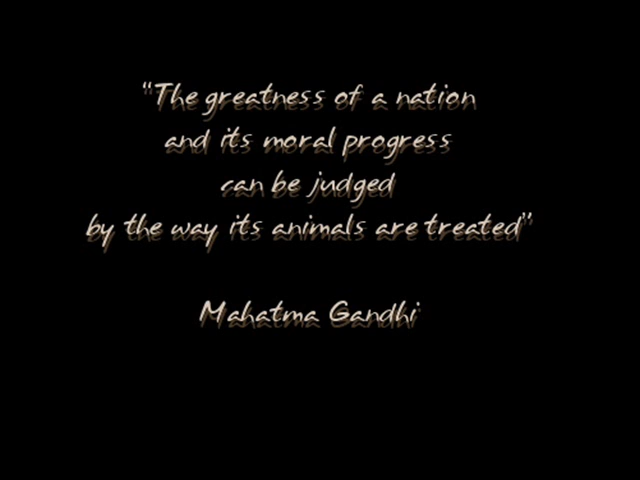 “The greatness of a nation
and its moral progress
can be judged
by the way its animals are treated”
Mahatma Gandhi